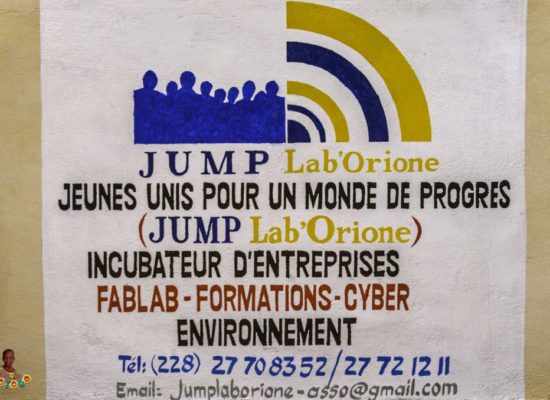 JUMP Lab'Orione
JEUNES UNIS POUR UN MONDE DE PROGRES
(JUMP Lab'Orione)
INCUBATEUR D'ENTREPRISES
FABLAB - FORMATIONS - CYBER
ENVIRONNEMENT
Tél: (228) 27 70 83 52 / 27 72 12 11
Email: Jumplaborione-asso@gmail.com